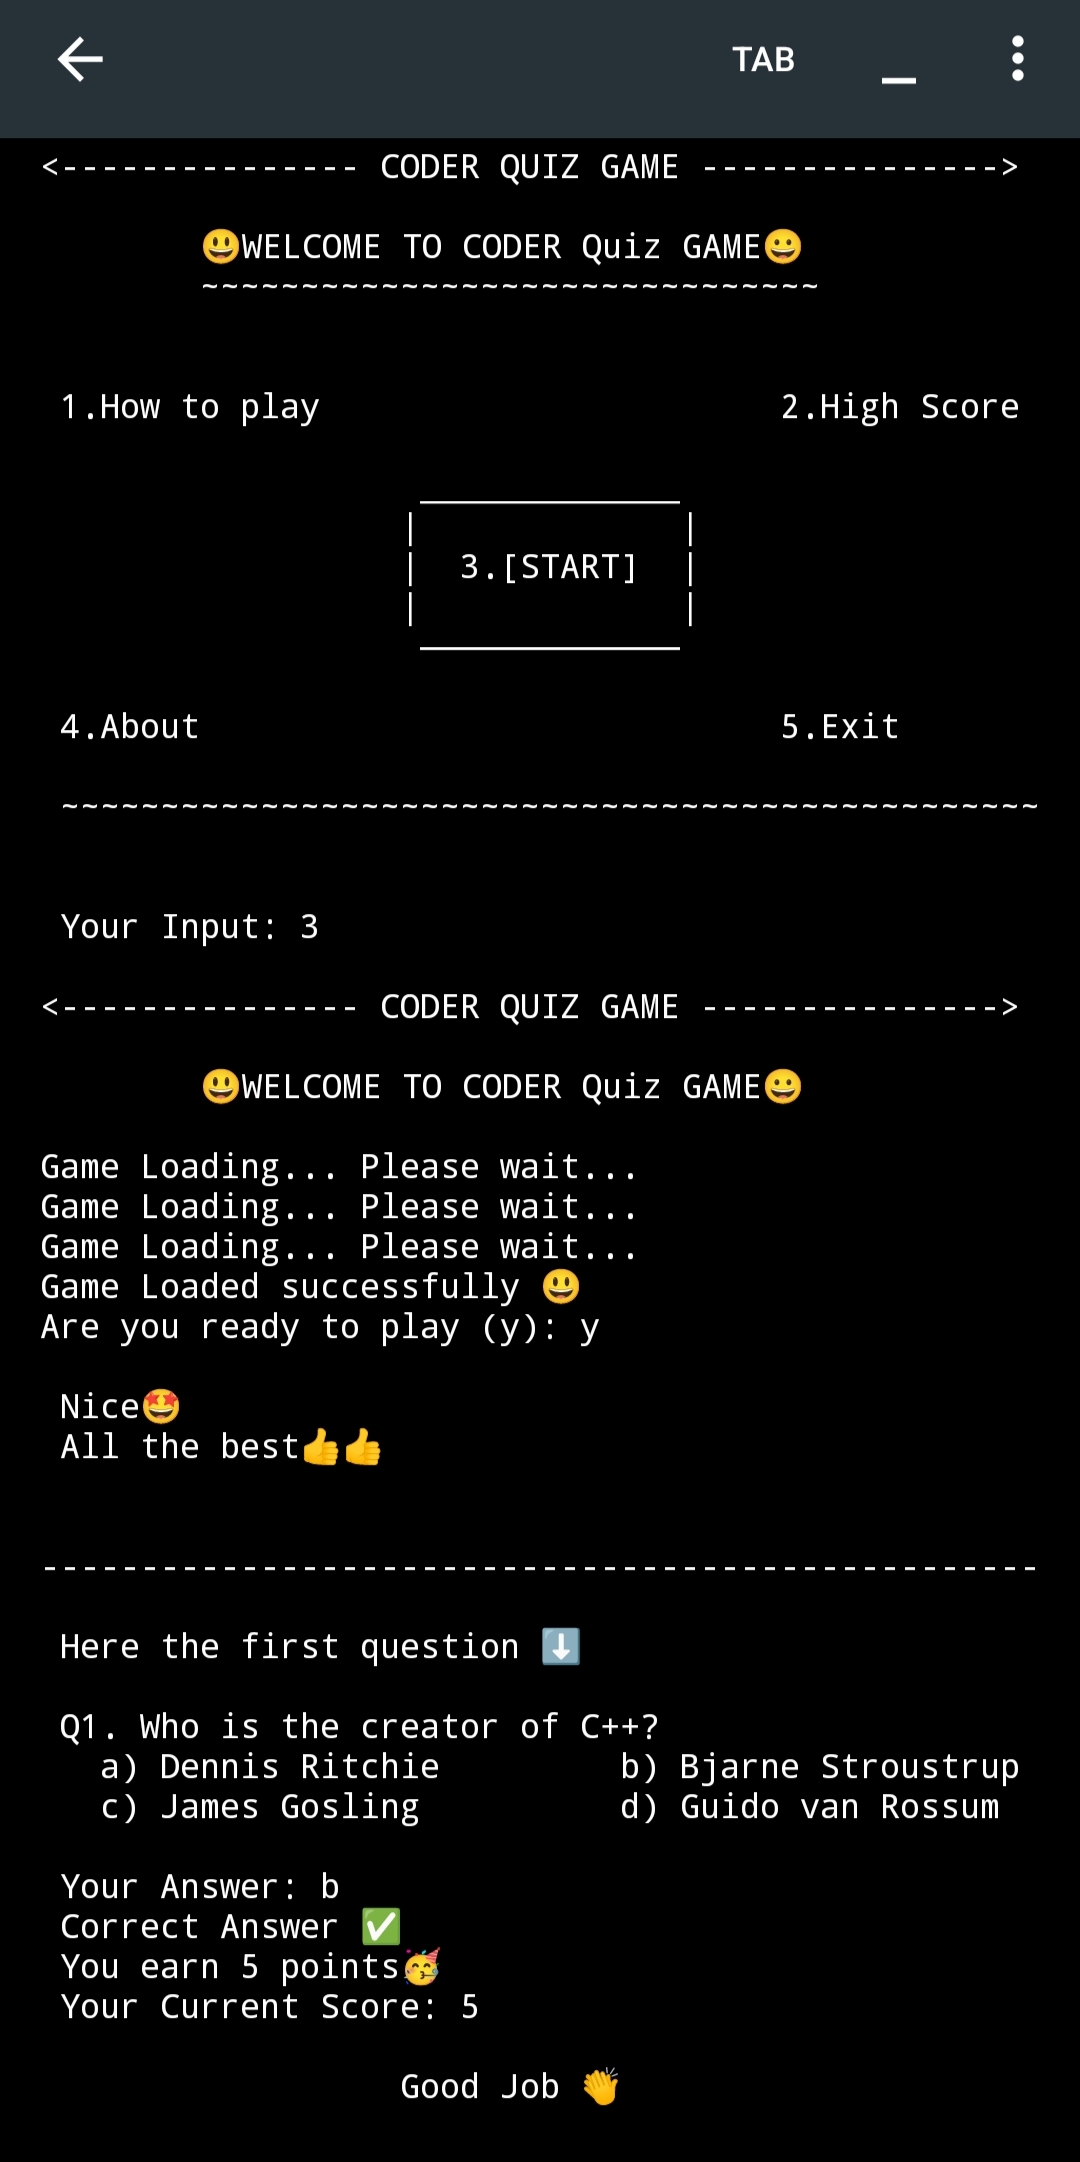 TAB
<--------------- CODER QUIZ GAME --------------->
😃WELCOME TO CODER Quiz GAME😀
~~~~~~~~~~~~~~~~~~~~~~~~~~~~~~~
1.How to play 2.High Score
_____________
| |
| 3.[START] |
| |
_____________
4.About 5.Exit
~~~~~~~~~~~~~~~~~~~~~~~~~~~~~~~~~~~~~~~~~~~~~~~~~
Your Input: 3
<--------------- CODER QUIZ GAME --------------->
😃WELCOME TO CODER Quiz GAME😀
Game Loading... Please wait...
Game Loading... Please wait...
Game Loading... Please wait...
Game Loaded successfully 😃
Are you ready to play (y): y
Nice🤩
All the best👍👍
--------------------------------------------------
Here the first question ⬇️
Q1. Who is the creator of C++?
a) Dennis Ritchie b) Bjarne Stroustrup
c) James Gosling d) Guido van Rossum
Your Answer: b
Correct Answer ✅
You earn 5 points🥳
Your Current Score: 5
Good Job 👏